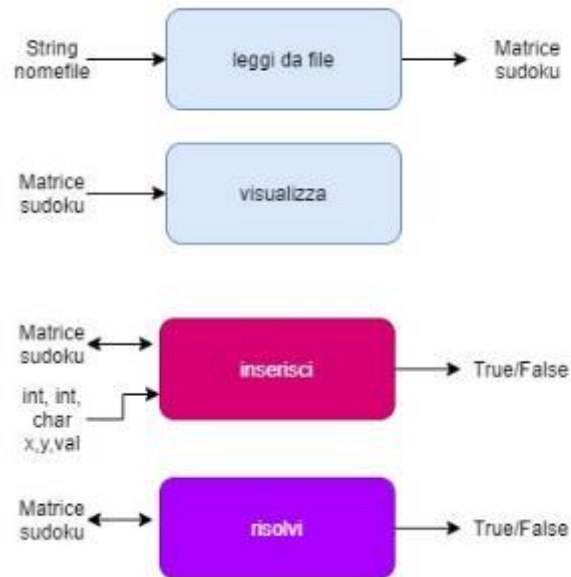 String
nomefile
leggi da file
Matrice
sudoku
Matrice
sudoku
visualizza
Matrice
sudoku
inserisci
True/False
int, int,
char
x,y,val
Matrice
sudoku
risolvi
True/False